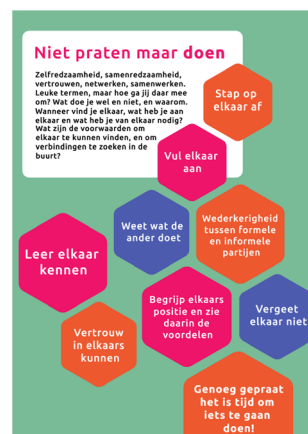 Niet praten maar doen
Zelfredzaamheid, samenredzaamheid,
vertrouwen, netwerken, samenwerken.
Leuke termen, maar hoe ga jij daar mee
om? Wat doe je wel en niet, en waarom.
Wanneer vind je elkaar, wat heb je aan
elkaar en wat heb je van elkaar nodig?
Wat zijn de voorwaarden om
elkaar te kunnen vinden, en om
verbindingen te zoeken in de
buurt?
Stap op
elkaar af
Vul elkaar
aan
Weet wat de
ander doet
Wederkerigheid
tussen formele
en informele
partijen
Leer elkaar
kennen
Begrijp elkaars
positie en zie
daarin de
voordelen
Vergeet
elkaar niet
Vertrouw
in elkaars
kunnen
Genoeg gepraat
het is tijd om
iets te gaan
doen!